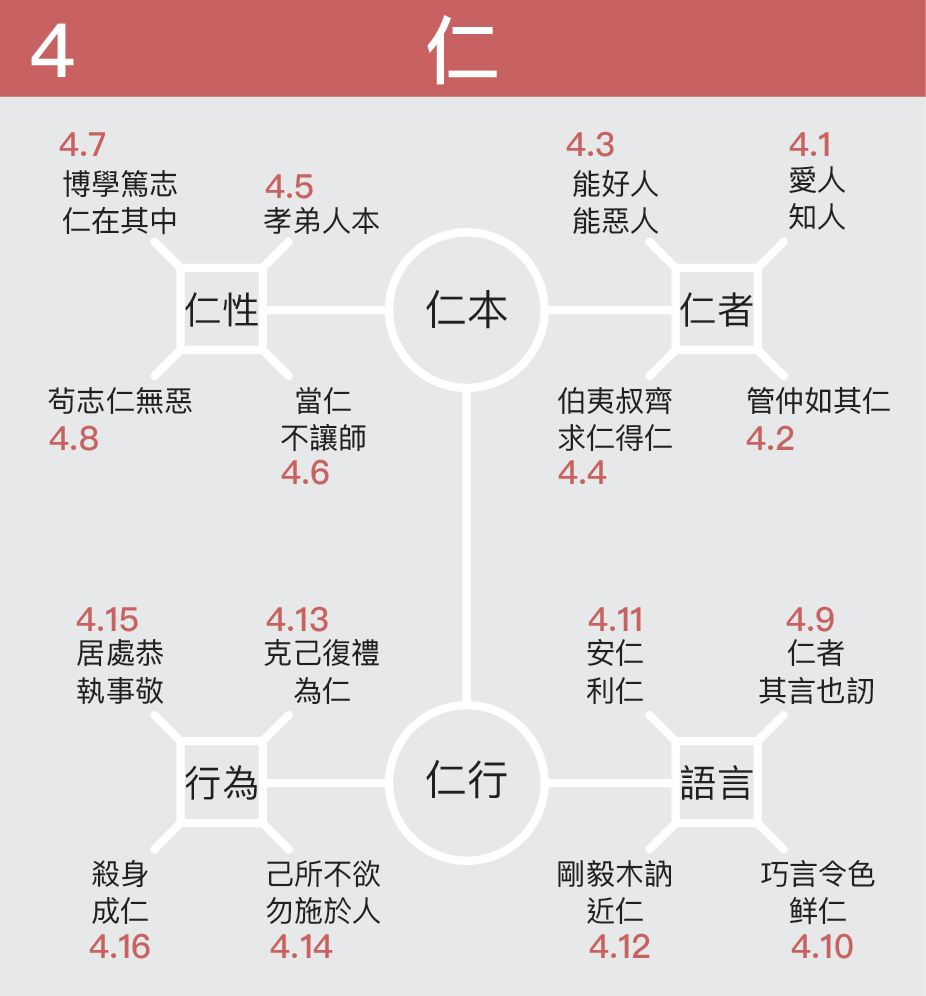 4
仁
4.7
博學篤志
仁在其中
4.5
孝弟人本
4.3
能好人
能惡人
4.1
愛人
知人
仁性
仁本
仁者
苟志仁無惡
4.8
當仁
不讓師
4.6
伯夷叔齊
求仁得仁
4.4
管仲如其仁
4.2
4.15
居處恭
執事敬
4.13
克己復禮
為仁
4.11
安仁
利仁
4.9
仁者
其言也訒
行為
仁行
語言
殺身
成仁
4.16
己所不欲
勿施於人
4.14
剛毅木訥
近仁
4.12
巧言令色
鮮仁
4.10